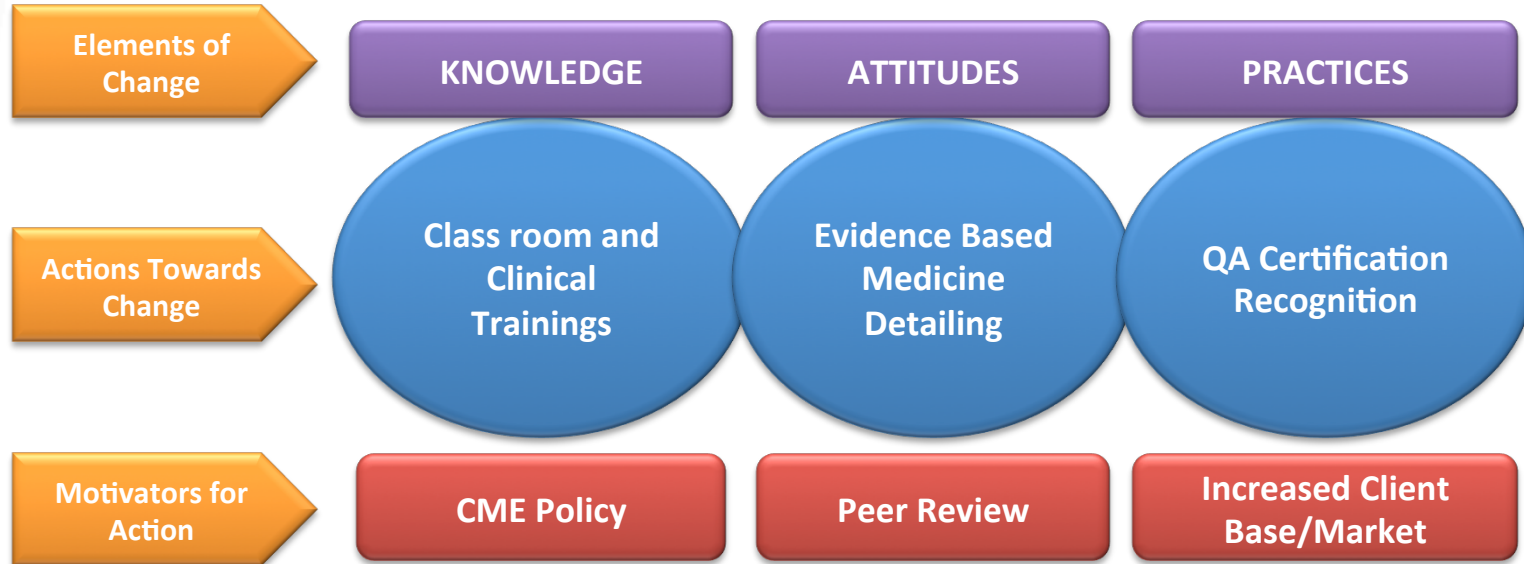 Elements of
Change
KNOWLEDGE
ATTITUDES
PRACTICES
Actions Towards
Change
Class room and
Clinical
Trainings
Evidence Based
Medicine
Detailing
QA Certification
Recognition
Motivators for
Action
CME Policy
Peer Review
Increased Client
Base/Market